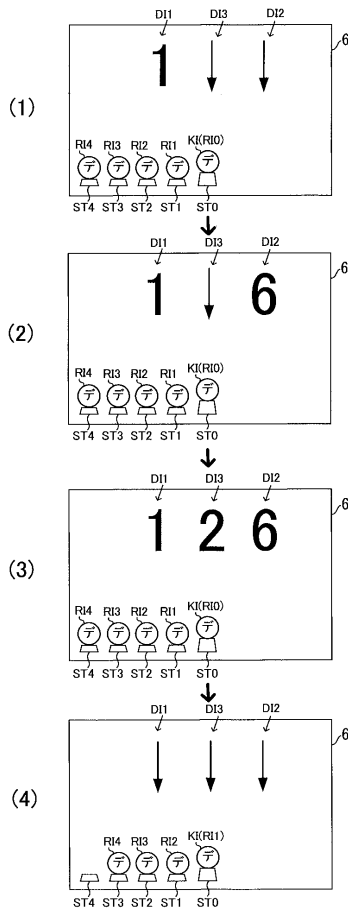 DI1 DI3 DI2
6
(1)
1
RI4 RI3 RI2 RI1 KI(RI0)
デ デ デ デ デ
ST4 ST3 ST2 ST1 ST0
DI1 DI3 DI2
6
(2)
1 6
RI4 RI3 RI2 RI1 KI(RI0)
デ デ デ デ デ
ST4 ST3 ST2 ST1 ST0
DI1 DI3 DI2
6
(3)
1 2 6
RI4 RI3 RI2 RI1 KI(RI0)
デ デ デ デ デ
ST4 ST3 ST2 ST1 ST0
DI1 DI3 DI2
6
(4)
RI4 RI3 RI2 KI(RI1)
デ デ デ デ
ST4 ST3 ST2 ST1 ST0